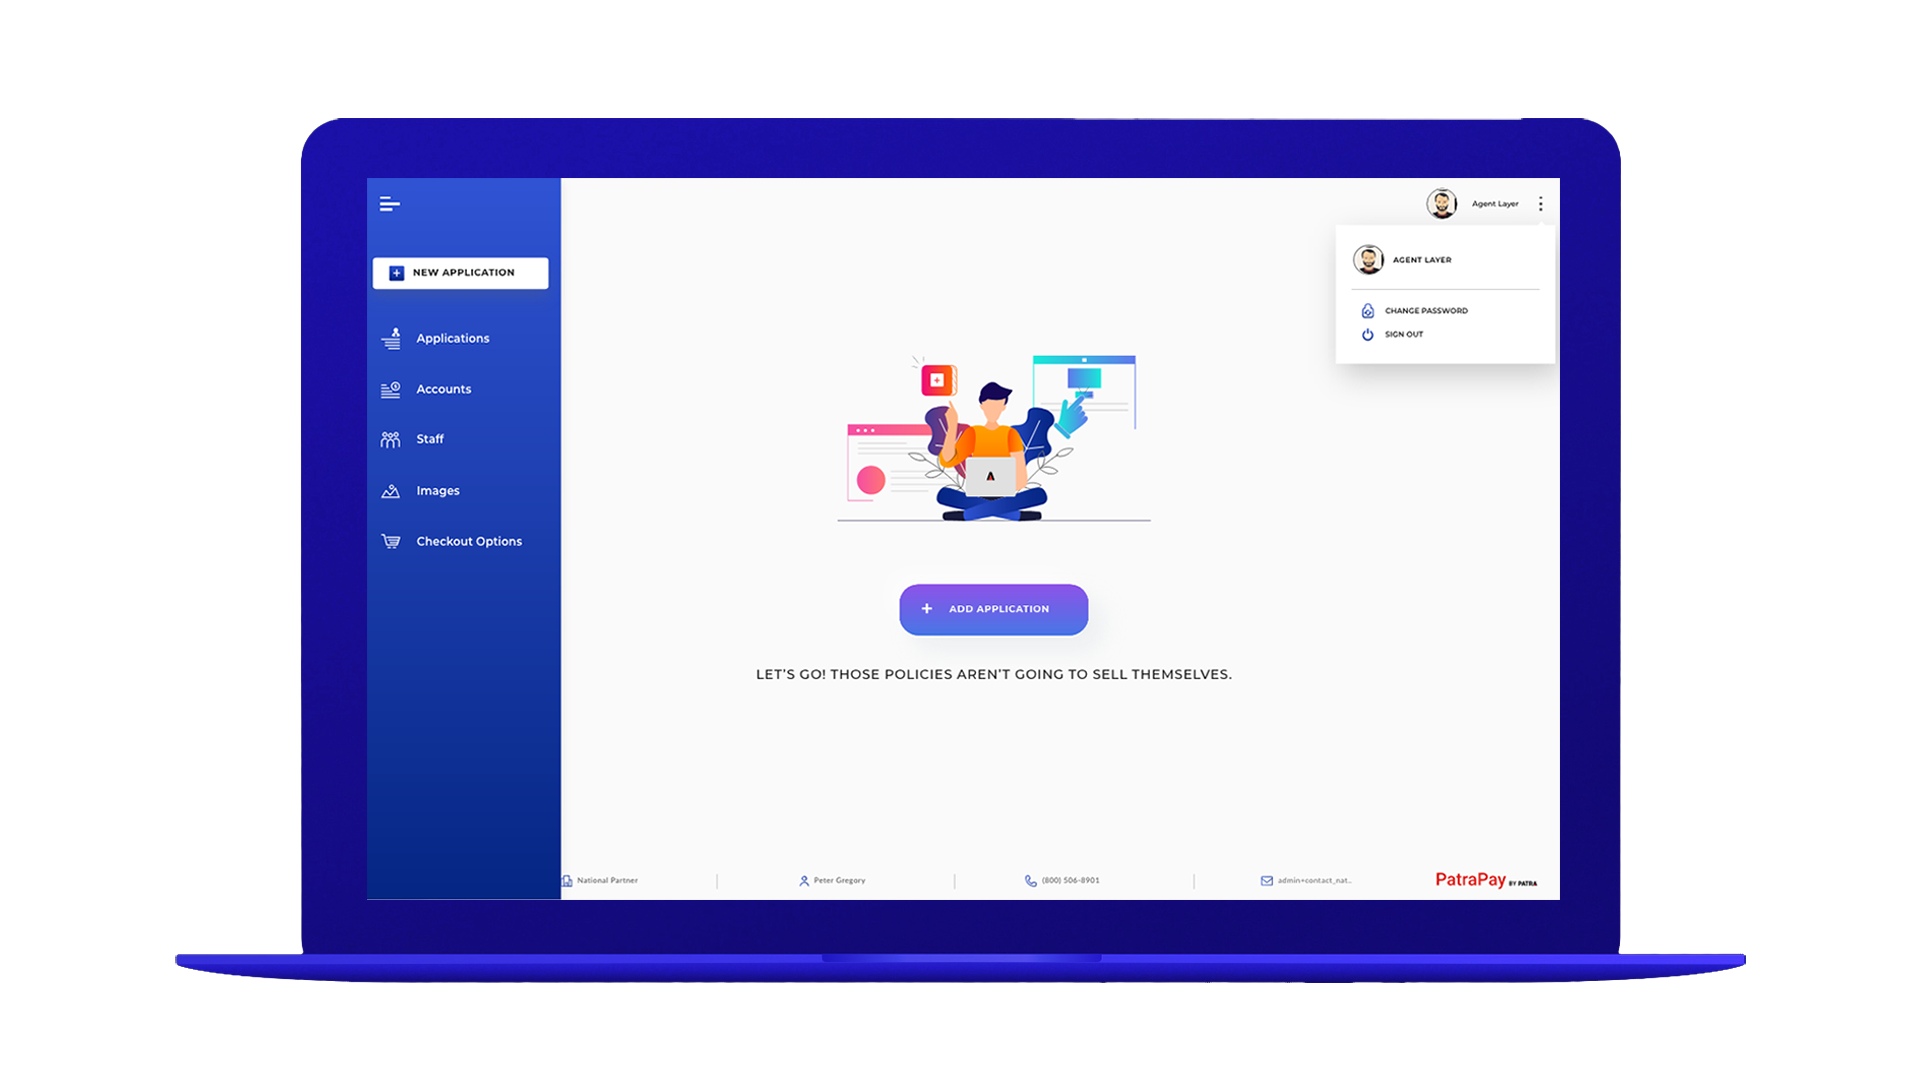 Agent Layer
NEW APPLICATION
Applications
Accounts
Staff
Images
Checkout Options
AGENT LAYER
CHANGE PASSWORD
SIGN OUT
+ ADD APPLICATION
LET'S GO! THOSE POLICIES AREN'T GOING TO SELL THEMSELVES.
National Partner
Peter Gregory
(800) 506-8901
admin+contact_nat..
PatraPay BY PATRA